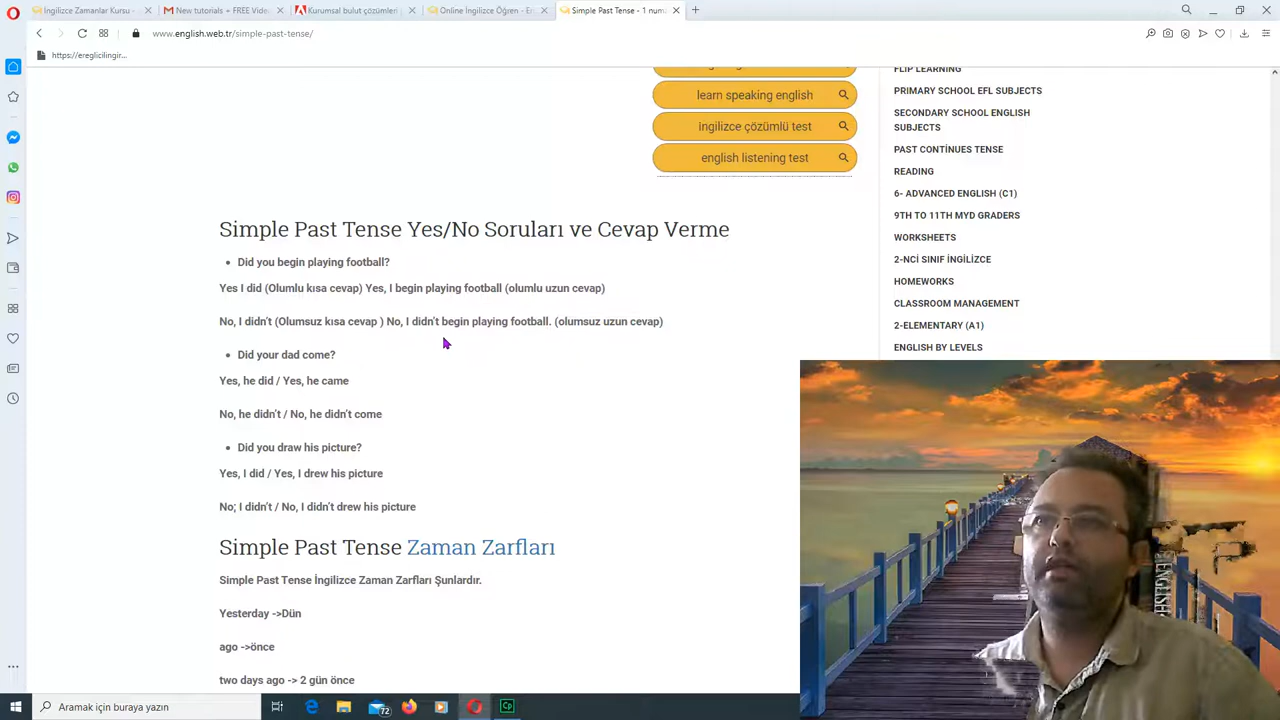 İngilizce Zamanlar Kursu -
New tutorials + FREE Vide
Kurumsal bulut çözümleri
Online İngilizce Öğren - En
Simple Past Tense - 1 num
www.english.web.tr/simple-past-tense/
https://ereglicilingir...
learn speaking english
ingilizce çözümlü test
english listening test
FLIP LEARNING
PRIMARY SCHOOL EFL SUBJECTS
SECONDARY SCHOOL ENGLISH
SUBJECTS
PAST CONTİNUES TENSE
READING
6- ADVANCED ENGLISH (C1)
9TH TO 11TH MYD GRADERS
WORKSHEETS
2-NCİ SINIF İNGİLİZCE
HOMEWORKS
CLASSROOM MANAGEMENT
2-ELEMENTARY (A1)
ENGLISH BY LEVELS
Simple Past Tense Yes/No Soruları ve Cevap Verme
• Did you begin playing football?
Yes I did (Olumlu kısa cevap) Yes, I begin playing football (olumlu uzun cevap)
No, I didn't (Olumsuz kısa cevap ) No, I didn't begin playing football. (olumsuz uzun cevap)
• Did your dad come?
Yes, he did / Yes, he came
No, he didn't / No, he didn't come
• Did you draw his picture?
Yes, I did / Yes, I drew his picture
No; I didn't / No, I didn't drew his picture
Simple Past Tense Zaman Zarfları
Simple Past Tense İngilizce Zaman Zarfları Şunlardır.
Yesterday ->Dün
ago ->önce
two days ago -> 2 gün önce
ENGLISH
Aramak için buraya yazın
72
Cp